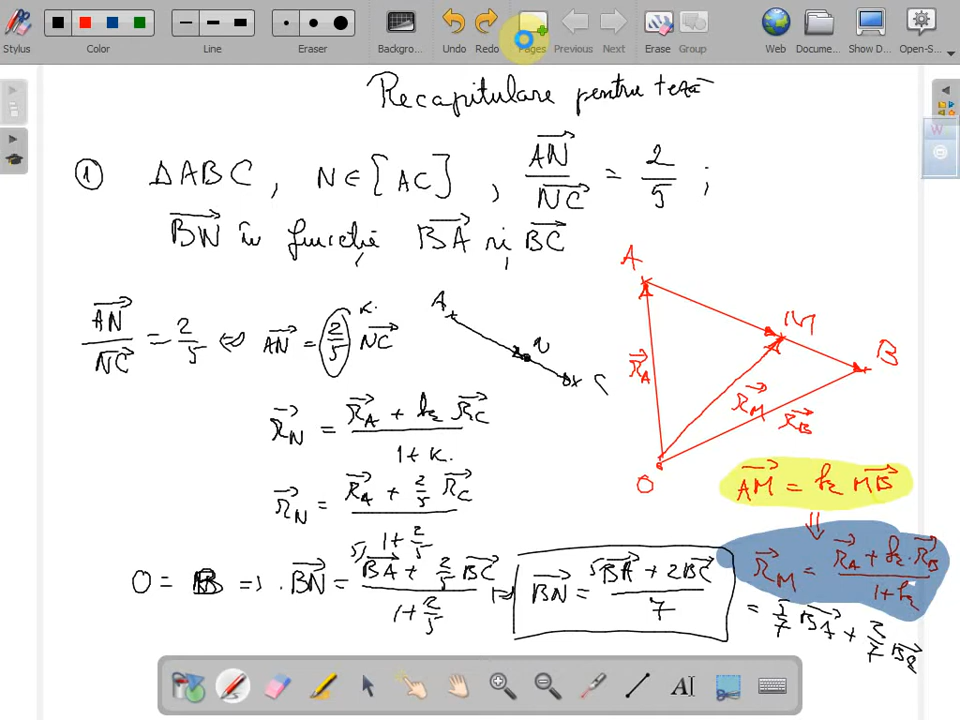 Stylus Color Line Eraser Backgro... Undo Redo Pages Previous Next Erase Group Web Docume... Show D... Open-S...
Recapitulare pentru teză
① ΔABC, N∈[AC], AN/NC = 2/5 ;
BN în funcție BA și BC
AN/NC = 2/5 ⇔ AN = 2/5 NC
k.
A N C
r_N = (r_A + k r_C)/(1+k.)
r_N = (r_A + 2/5 r_C)/(1+2/5)
O = B ⇒ BN = (5) BA + 2/5 BC)/(1+2/5)
BN = (5BA + 2BC)/7
= 5/7 BA + 2/7 BC
A M B O
r_A r_M r_B
AM = k MB
⇓
r_M = (r_A + k·r_B)/(1+k)
W